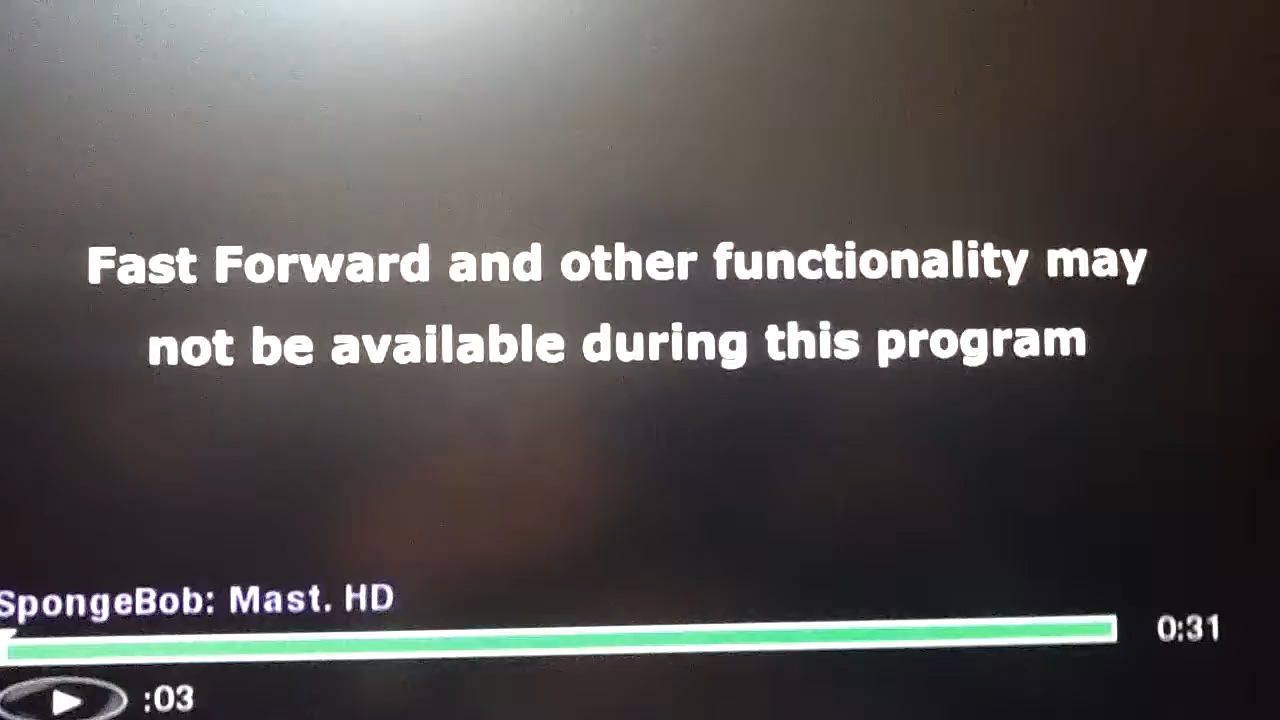 Fast Forward and other functionality may
not be available during this program
SpongeBob: Mast. HD
0:31
:03